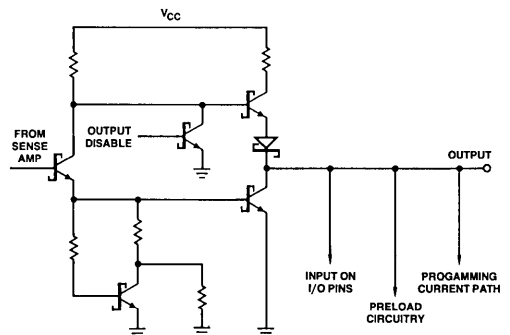 VCC
FROM
SENSE
AMP
OUTPUT
DISABLE
OUTPUT
INPUT ON
I/O PINS
PRELOAD
CIRCUITRY
PROGAMMING
CURRENT PATH